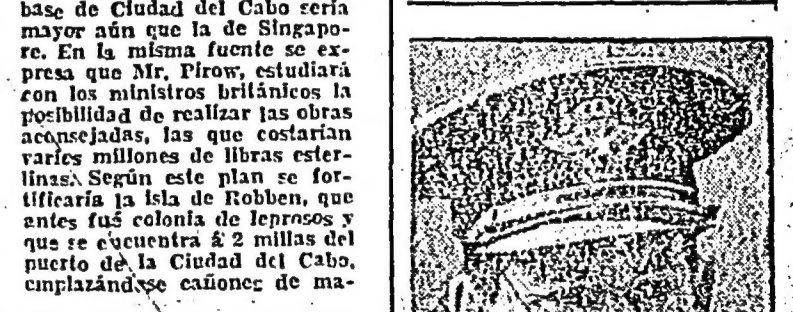 base de Ciudad del Cabo sería
mayor aún que la de Singapo-
re. En la misma fuente se ex-
presa que Mr. Pirow, estudiará
con los ministros británicos la
posibilidad de realizar las obras
aconsejadas, las que costarían
varios millones de libras ester-
linas. Según este plan se for-
tificaría la isla de Robben, que
antes fué colonia de leprosos y
que se encuentra á 2 millas del
puerto de la Ciudad del Cabo,
emplazándose cañones de ma-